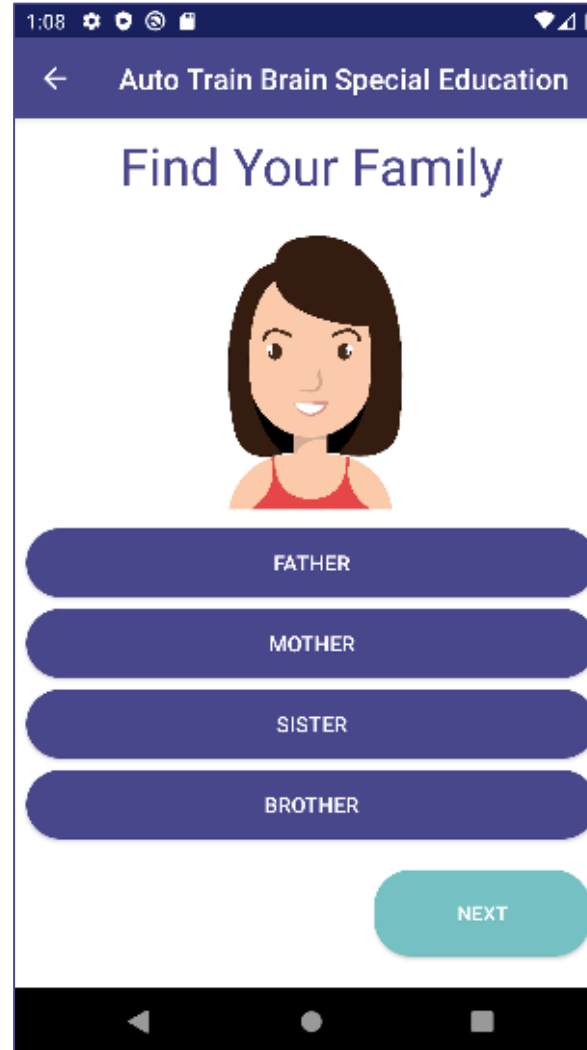 1:08
Auto Train Brain Special Education
Find Your Family
FATHER
MOTHER
SISTER
BROTHER
NEXT